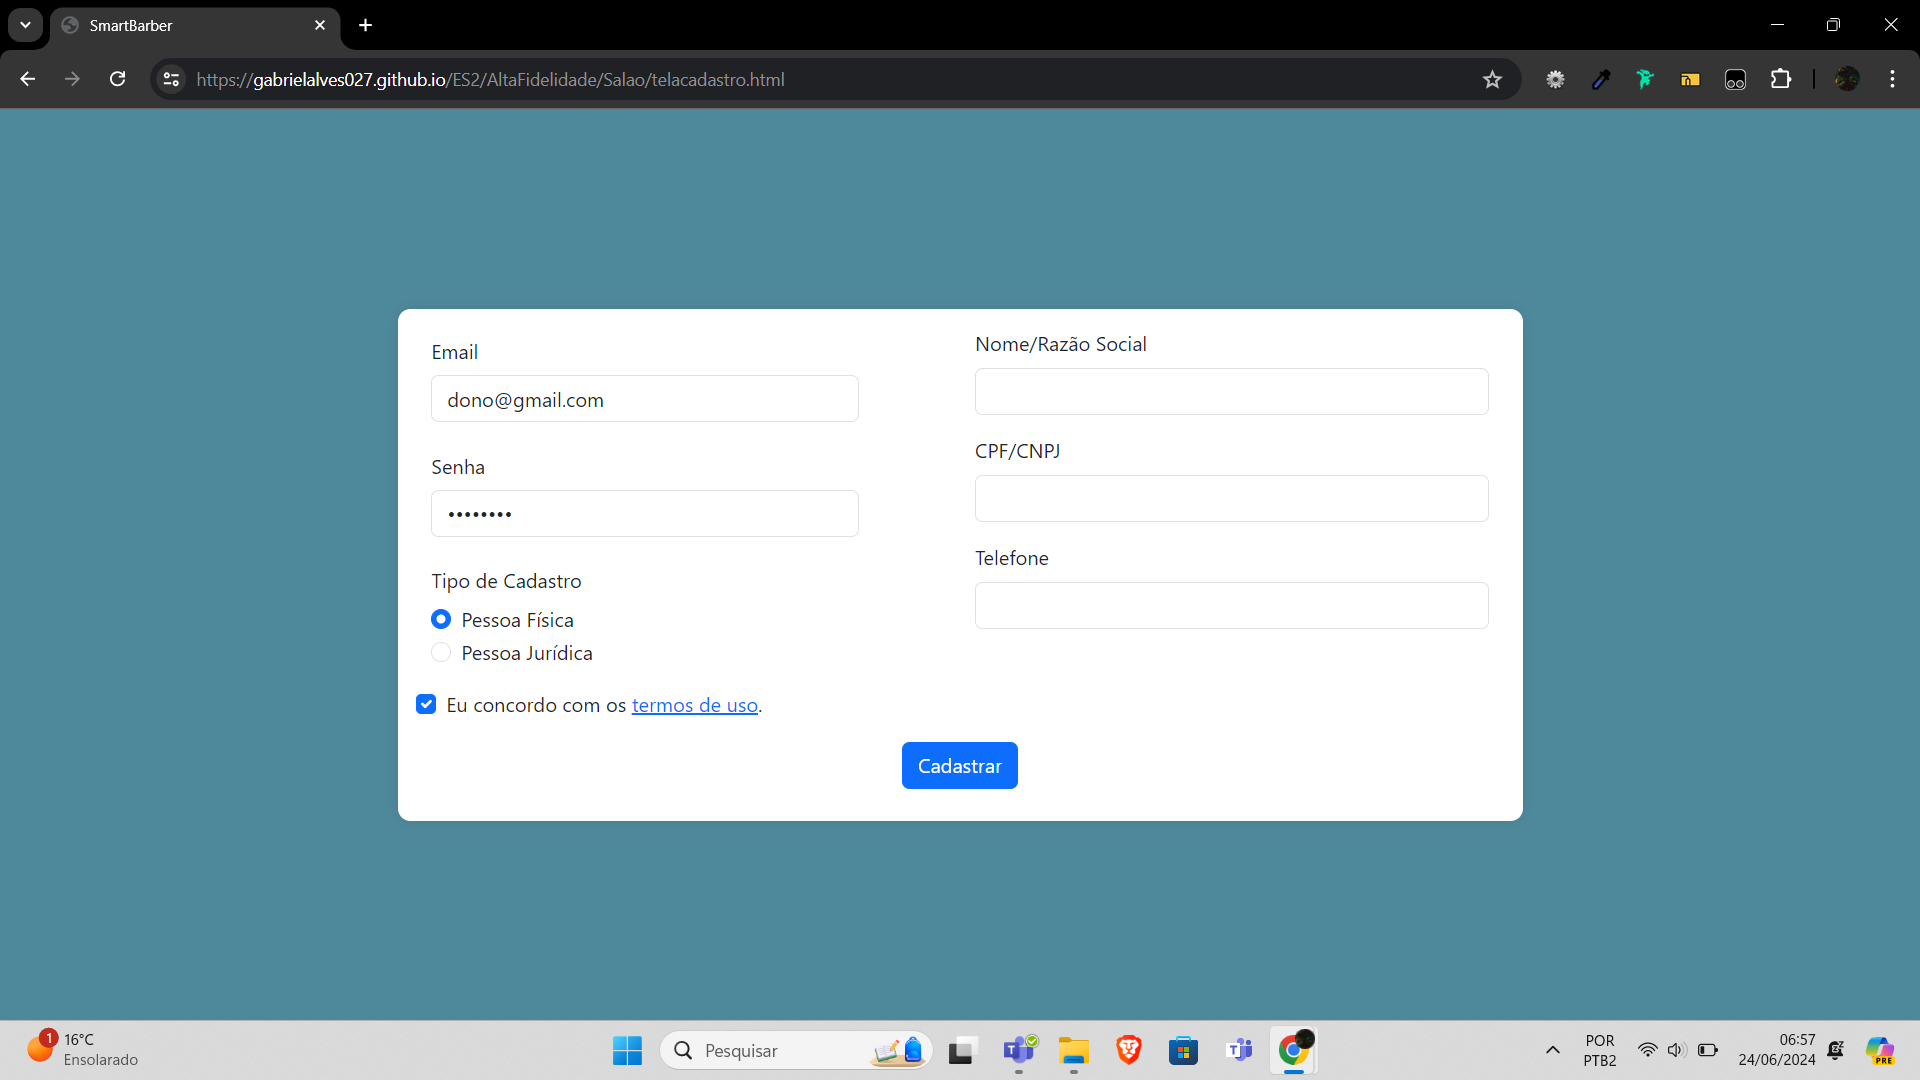 SmartBarber
https://gabrielalves027.github.io/ES2/AltaFidelidade/Salao/telacadastro.html
Email
dono@gmail.com
Senha
••••••••
Tipo de Cadastro
Pessoa Física
Pessoa Jurídica
Eu concordo com os termos de uso.
Nome/Razão Social
CPF/CNPJ
Telefone
Cadastrar
1
16°C
Ensolarado
Pesquisar
POR
PTB2
06:57
24/06/2024
PRE